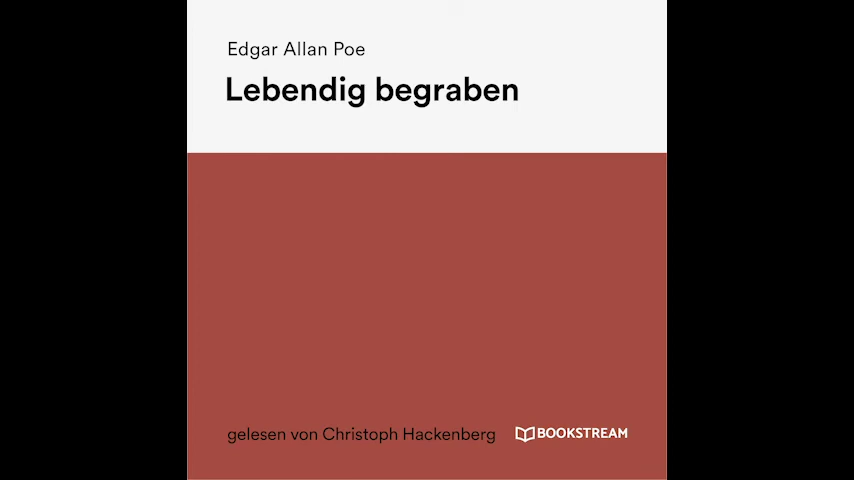 Edgar Allan Poe
Lebendig begraben
gelesen von Christoph Hackenberg BOOKSTREAM